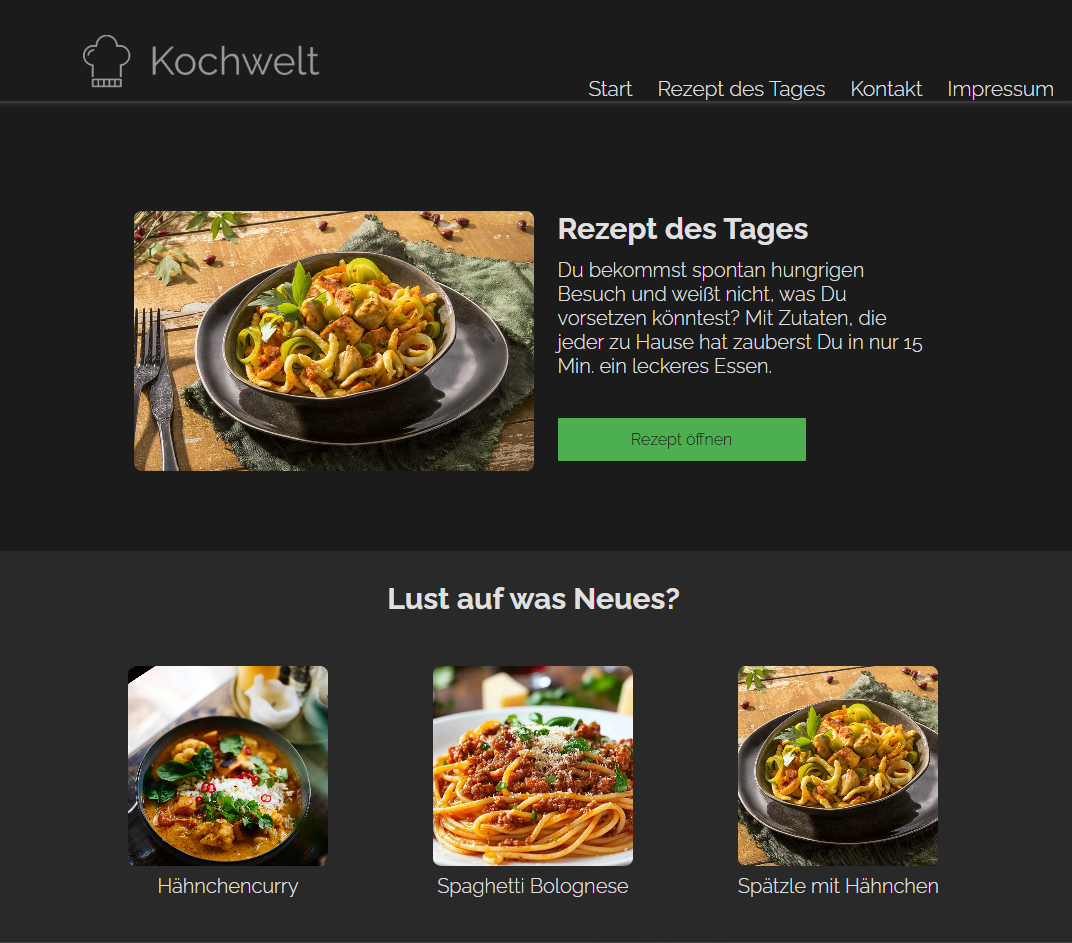 Kochwelt
Start Rezept des Tages Kontakt Impressum
Rezept des Tages
Du bekommst spontan hungrigen
Besuch und weißt nicht, was Du
vorsetzen könntest? Mit Zutaten, die
jeder zu Hause hat zauberst Du in nur 15
Min. ein leckeres Essen.
Rezept öffnen
Lust auf was Neues?
Hähnchencurry Spaghetti Bolognese Spätzle mit Hähnchen